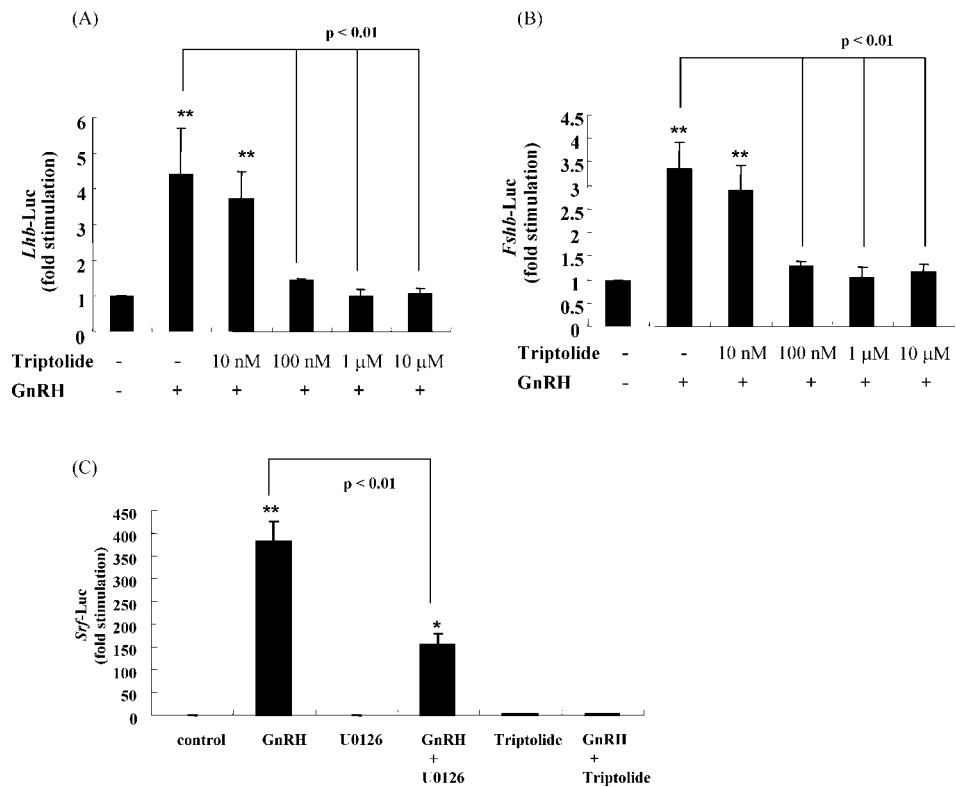 (A)
p < 0.01
Lhb-Luc
(fold stimulation)
6
5
4
3
2
1
0
Triptolide - - 10 nM 100 nM 1 µM 10 µM
GnRH - + + + + +
** **
(B)
p < 0.01
Fshb-Luc
(fold stimulation)
4.5
4
3.5
3
2.5
2
1.5
1
0.5
0
** **
Triptolide - - 10 nM 100 nM 1 µM 10 µM
GnRH - + + + + +
(C)
p < 0.01
Srf-Luc
(fold stimulation)
450
400
350
300
250
200
150
100
50
0
** *
control GnRH U0126 GnRH + U0126 Triptolide GnRH + Triptolide